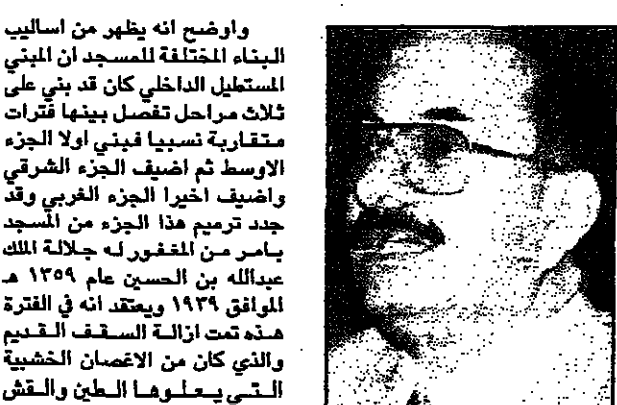 واوضح انه يظهر من اساليب
البناء المختلفة للمسجد ان المبني
المستطيل الداخلي كان قد بني على
ثلاث مراحل تفصل بينها فترات
متقاربة نسبيا فبني اولا الجزء
الاوسط ثم اضيف الجزء الشرقي
واضيف اخيرا الجزء الغربي وقد
جدد ترميم هذا الجزء من المسجد
بامر من المغفور له جلالة الملك
عبدالله بن الحسين عام ١٣٥٩ هـ
الموافق ١٩٣٩ ويعتقد انه في الفترة
هذه تمت ازالة السقف القديم
والذي كان من الاغصان الخشبية
التي يعلوها الطين والقش